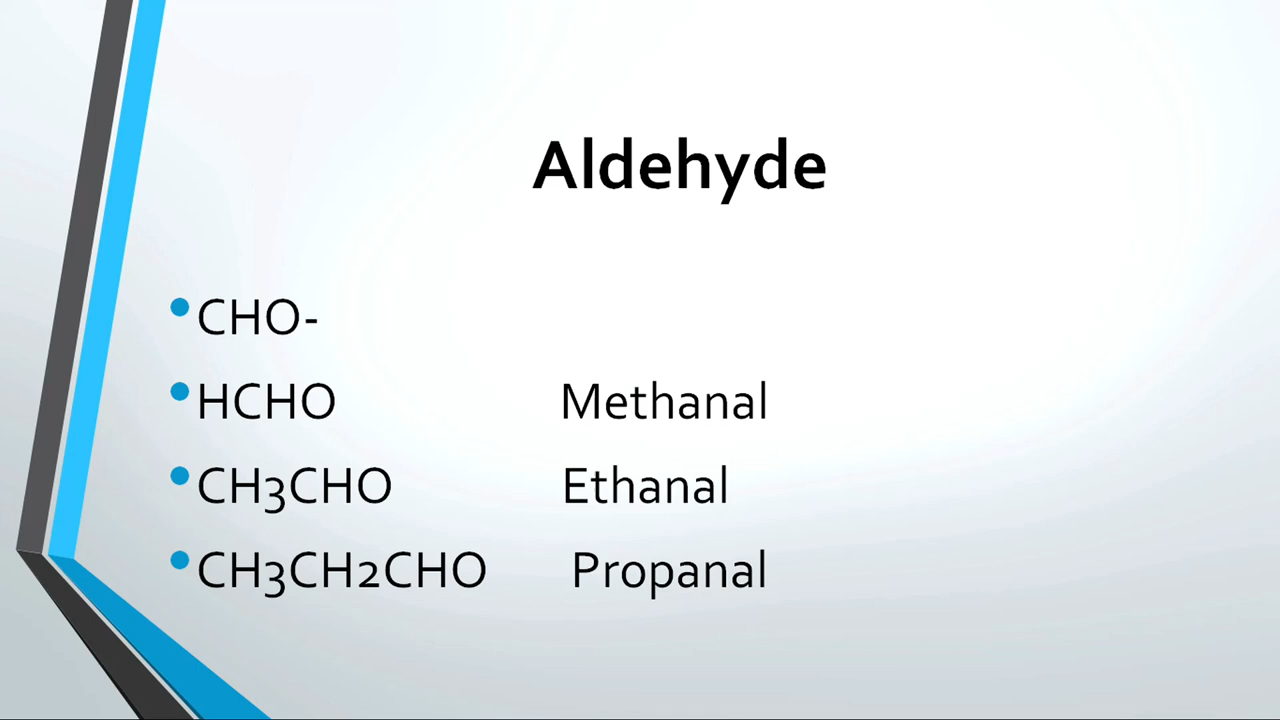 Aldehyde
•CHO-
•HCHO Methanal
•CH3CHO Ethanal
•CH3CH2CHO Propanal